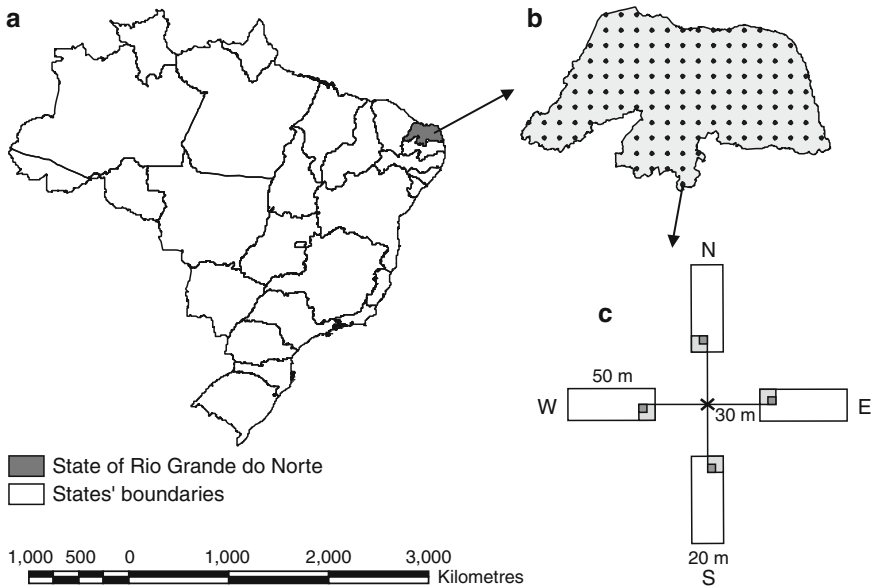 a
b
N
c
50 m
W
30 m
E
20 m
S
State of Rio Grande do Norte
States' boundaries
1,000 500 0 1,000 2,000 3,000
Kilometres